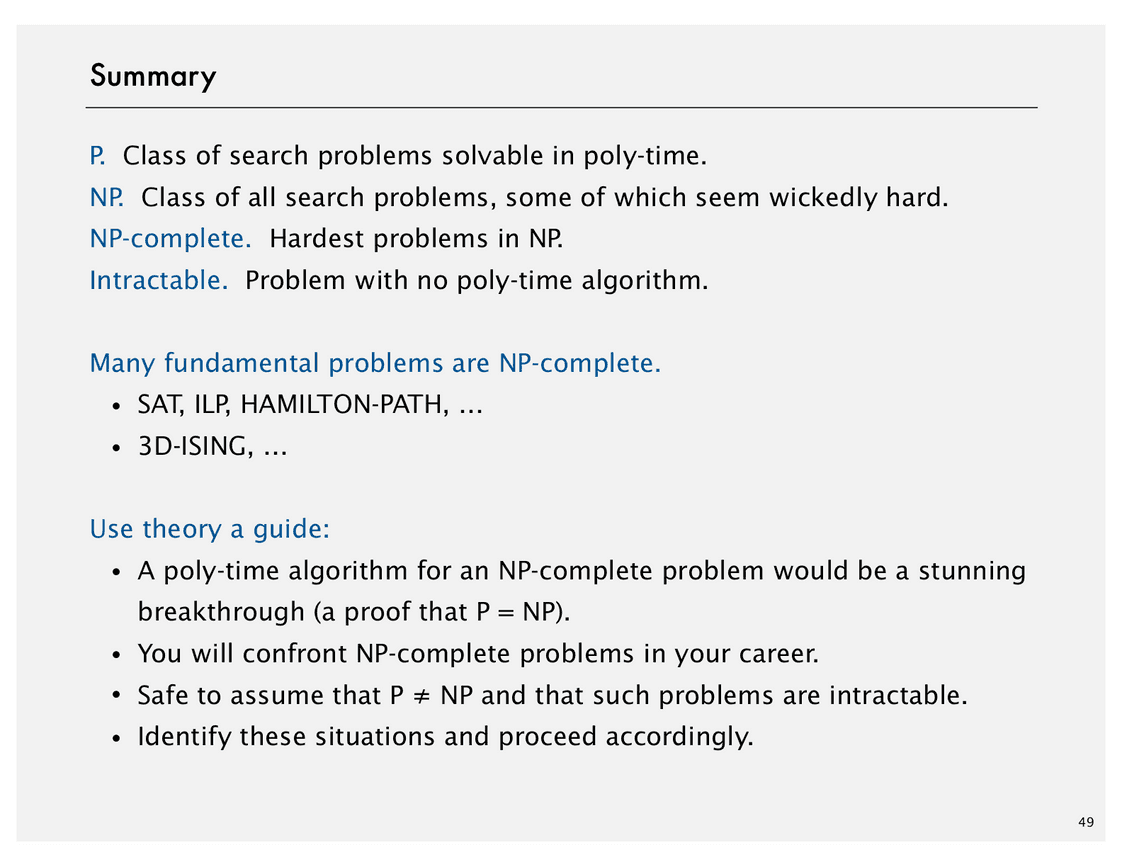 Summary
P. Class of search problems solvable in poly-time.
NP. Class of all search problems, some of which seem wickedly hard.
NP-complete. Hardest problems in NP.
Intractable. Problem with no poly-time algorithm.
Many fundamental problems are NP-complete.
• SAT, ILP, HAMILTON-PATH, …
• 3D-ISING, …
Use theory a guide:
• A poly-time algorithm for an NP-complete problem would be a stunning
breakthrough (a proof that P = NP).
• You will confront NP-complete problems in your career.
• Safe to assume that P ≠ NP and that such problems are intractable.
• Identify these situations and proceed accordingly.
49